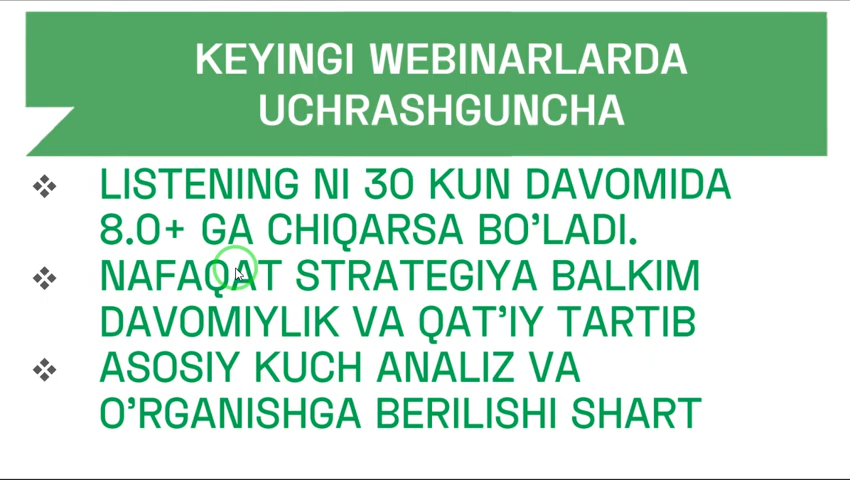 KEYINGI WEBINARLARDA
UCHRASHGUNCHA
LISTENING NI 30 KUN DAVOMIDA
8.0+ GA CHIQARSA BO’LADI.
NAFAQAT STRATEGIYA BALKIM
DAVOMIYLIK VA QAT’IY TARTIB
ASOSIY KUCH ANALIZ VA
O’RGANISHGA BERILISHI SHART